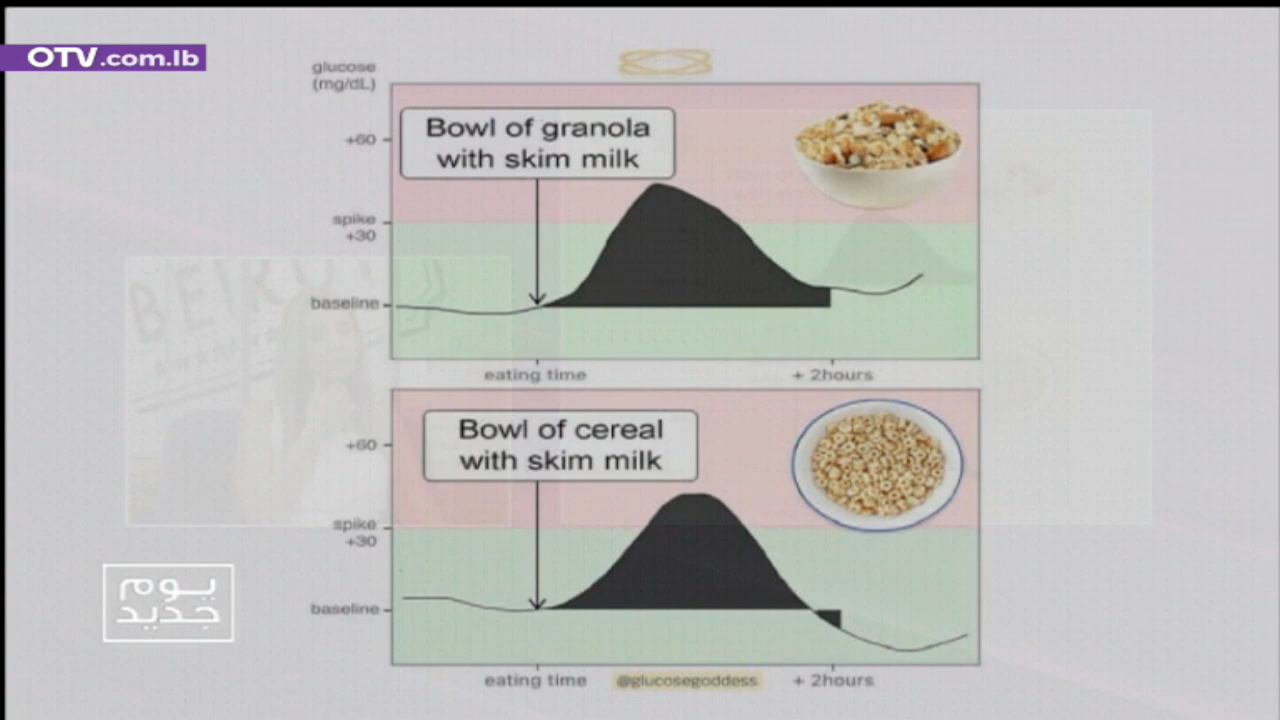 OTV.com.lb
glucose
(mg/dL)
Bowl of granola
with skim milk
+60
spike
+30
baseline
eating time
+ 2hours
BEIRUT
Bowl of cereal
with skim milk
+60
spike
+30
baseline
eating time
@glucosegoddess
+ 2hours
يوم
جديد